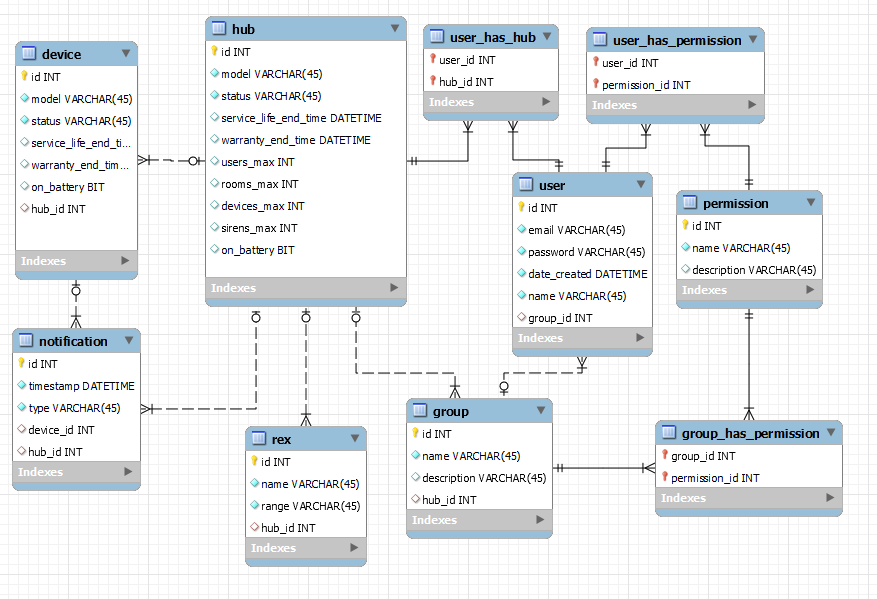 device
id INT
model VARCHAR(45)
status VARCHAR(45)
service_life_end_ti...
warranty_end_tim...
on_battery BIT
hub_id INT
Indexes
hub
id INT
model VARCHAR(45)
status VARCHAR(45)
service_life_end_time DATETIME
warranty_end_time DATETIME
users_max INT
rooms_max INT
devices_max INT
sirens_max INT
on_battery BIT
Indexes
user_has_hub
user_id INT
hub_id INT
Indexes
user_has_permission
user_id INT
permission_id INT
Indexes
user
id INT
email VARCHAR(45)
password VARCHAR(45)
date_created DATETIME
name VARCHAR(45)
group_id INT
Indexes
permission
id INT
name VARCHAR(45)
description VARCHAR(45)
Indexes
notification
id INT
timestamp DATETIME
type VARCHAR(45)
device_id INT
hub_id INT
Indexes
rex
id INT
name VARCHAR(45)
range VARCHAR(45)
hub_id INT
Indexes
group
id INT
name VARCHAR(45)
description VARCHAR(45)
hub_id INT
Indexes
group_has_permission
group_id INT
permission_id INT
Indexes